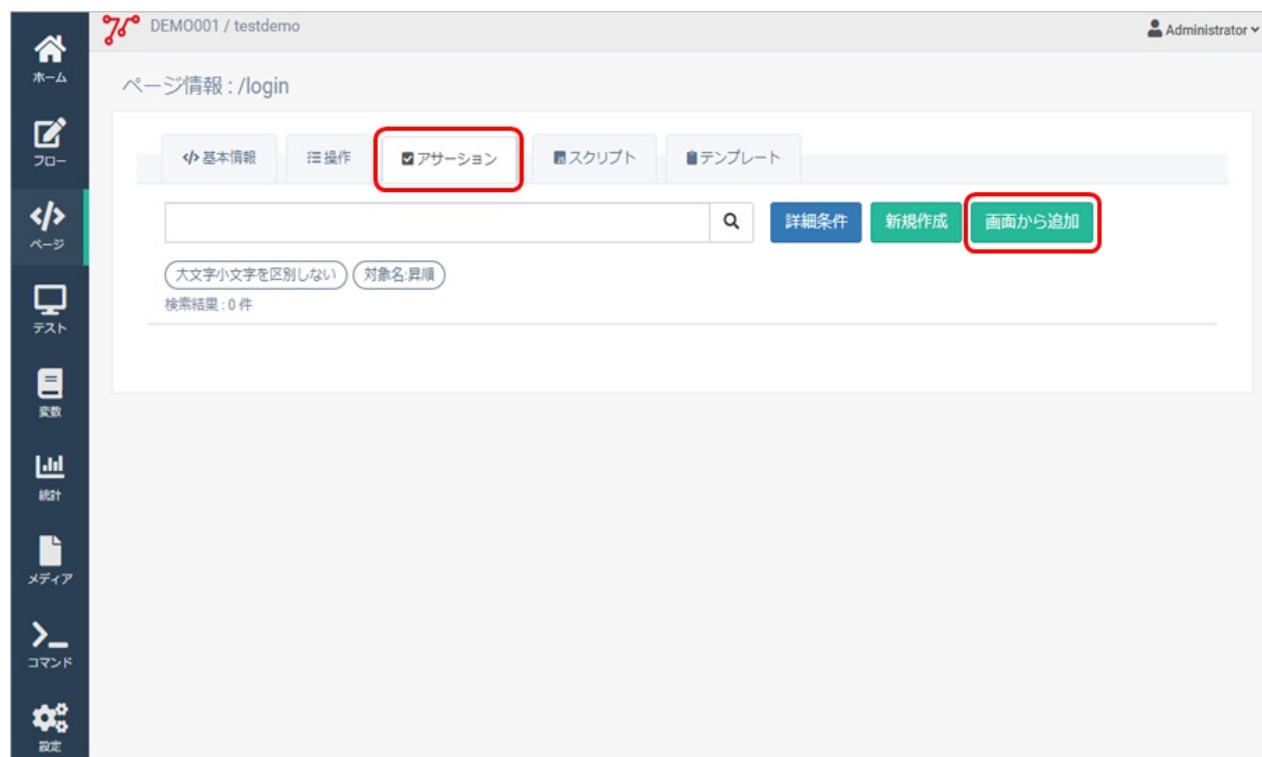 DEMO001 / testdemo
Administrator
ホーム
フロー
ページ
テスト
変数
統計
メディア
コマンド
設定
ページ情報 : /login
基本情報
操作
アサーション
スクリプト
テンプレート
詳細条件
新規作成
画面から追加
大文字小文字を区別しない
対象名:昇順
検索結果 : 0 件